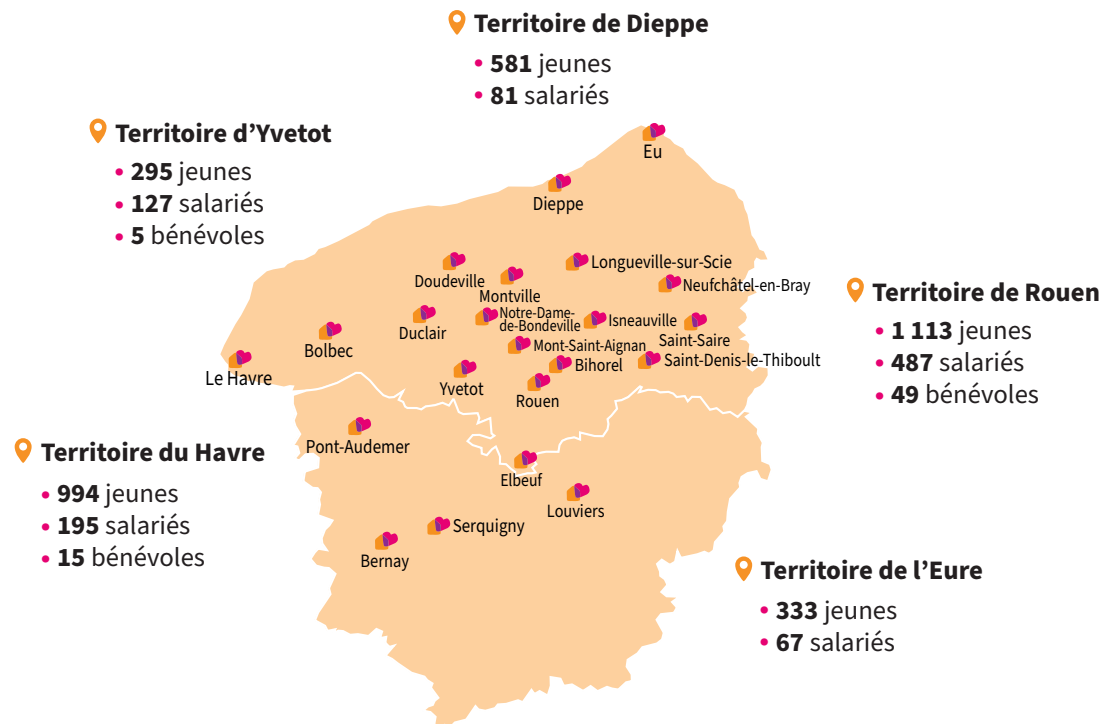 Territoire de Dieppe
• 581 jeunes
• 81 salariés
Territoire d'Yvetot
• 295 jeunes
• 127 salariés
• 5 bénévoles
Eu
Dieppe
Doudeville
Longueville-sur-Scie
Montville
Neufchâtel-en-Bray
Duclair
Notre-Dame-
de-Bondeville
Isneauville
Saint-Saire
Bolbec
Mont-Saint-Aignan
Le Havre
Yvetot
Bihorel
Saint-Denis-le-Thiboult
Rouen
Territoire de Rouen
• 1 113 jeunes
• 487 salariés
• 49 bénévoles
Pont-Audemer
Elbeuf
Louviers
Serquigny
Bernay
Territoire du Havre
• 994 jeunes
• 195 salariés
• 15 bénévoles
Territoire de l'Eure
• 333 jeunes
• 67 salariés